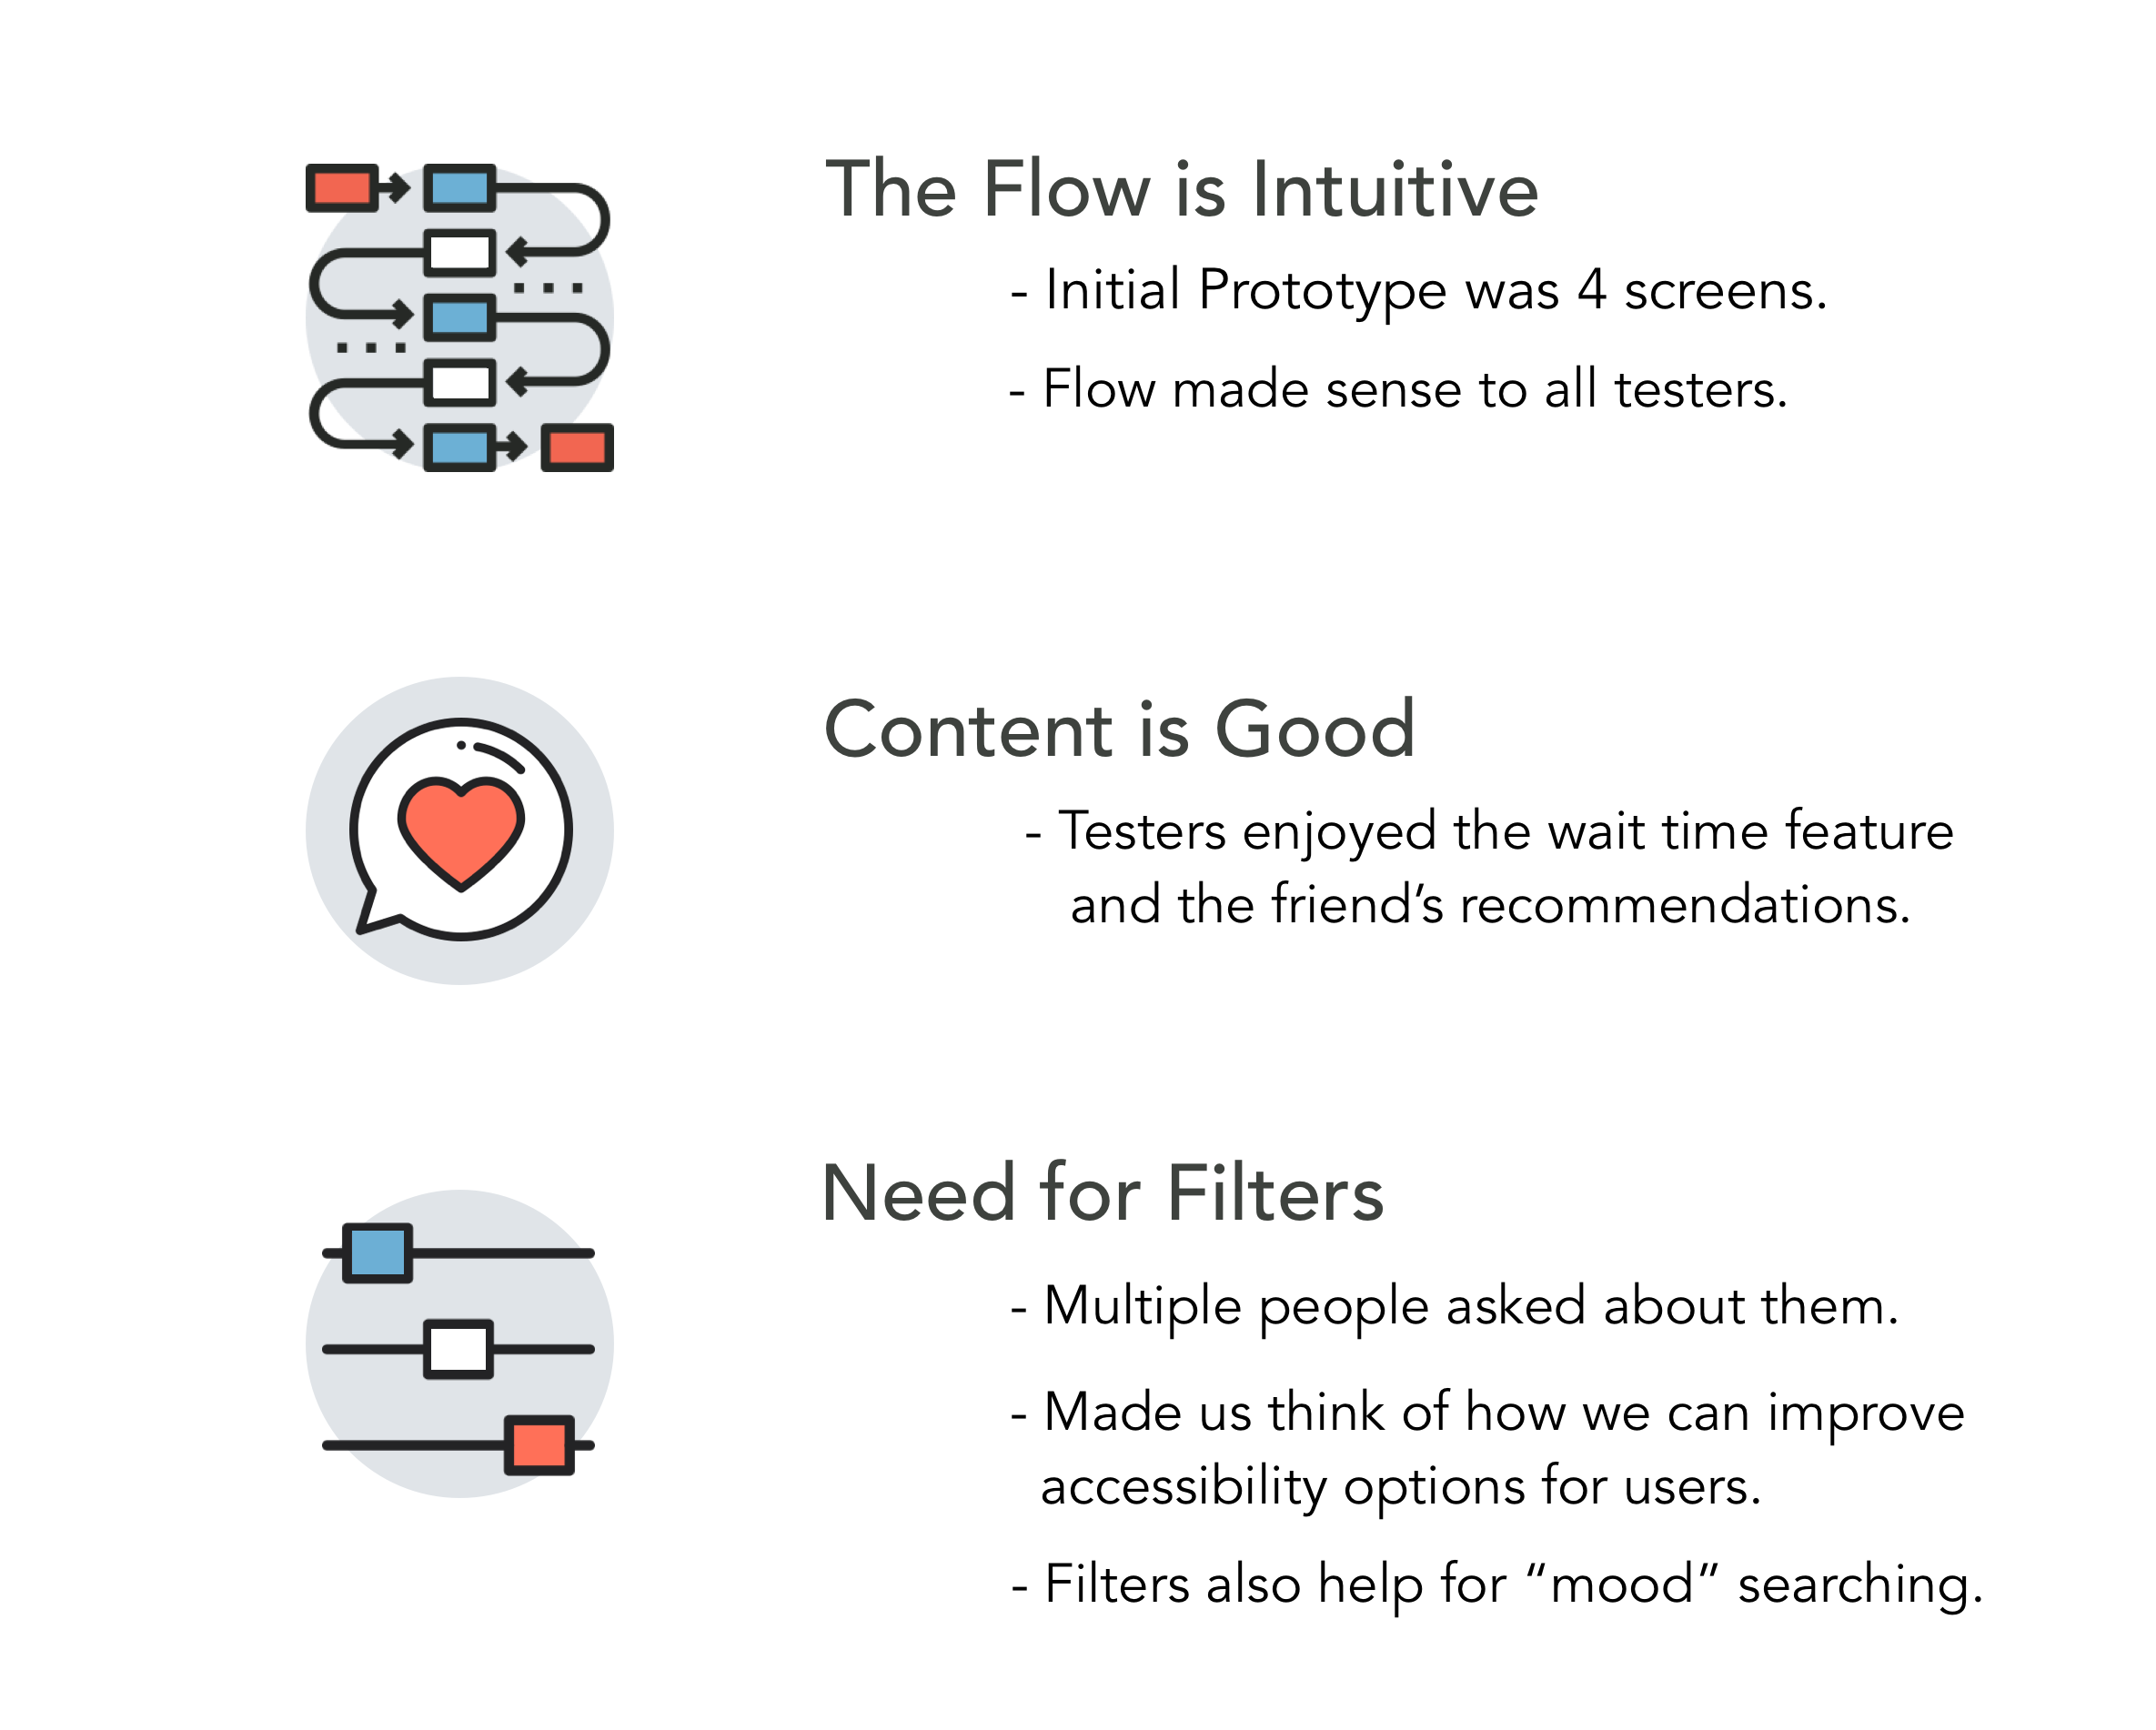 The Flow is Intuitive
- Initial Prototype was 4 screens.
- Flow made sense to all testers.
Content is Good
- Testers enjoyed the wait time feature
and the friend’s recommendations.
Need for Filters
- Multiple people asked about them.
- Made us think of how we can improve
accessibility options for users.
- Filters also help for “mood” searching.